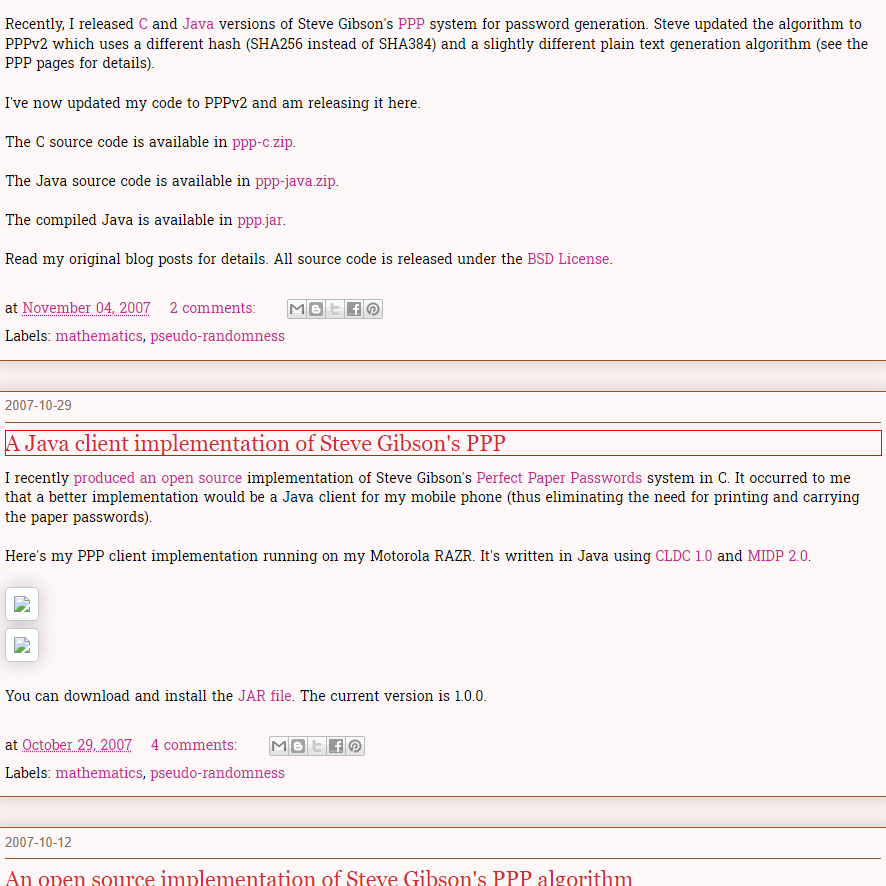 Recently, I released C and Java versions of Steve Gibson's PPP system for password generation. Steve updated the algorithm to
PPPv2 which uses a different hash (SHA256 instead of SHA384) and a slightly different plain text generation algorithm (see the
PPP pages for details).
I've now updated my code to PPPv2 and am releasing it here.
The C source code is available in ppp-c.zip.
The Java source code is available in ppp-java.zip.
The compiled Java is available in ppp.jar.
Read my original blog posts for details. All source code is released under the BSD License.
at November 04, 2007 2 comments:
Labels: mathematics, pseudo-randomness
2007-10-29
A Java client implementation of Steve Gibson's PPP
I recently produced an open source implementation of Steve Gibson's Perfect Paper Passwords system in C. It occurred to me
that a better implementation would be a Java client for my mobile phone (thus eliminating the need for printing and carrying
the paper passwords).
Here's my PPP client implementation running on my Motorola RAZR. It's written in Java using CLDC 1.0 and MIDP 2.0.
You can download and install the JAR file. The current version is 1.0.0.
at October 29, 2007 4 comments:
Labels: mathematics, pseudo-randomness
2007-10-12
An open source implementation of Steve Gibson's PPP algorithm